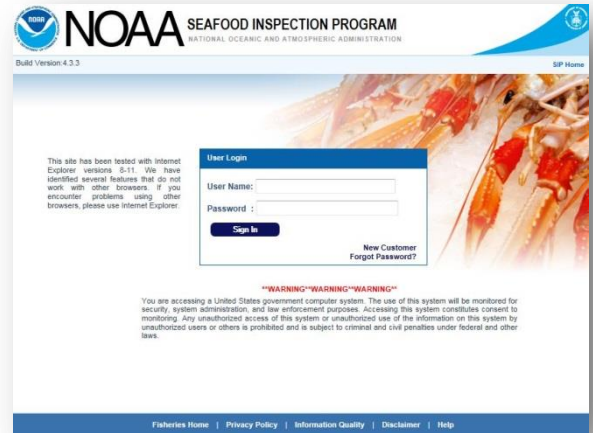 NOAA
NOAA SEAFOOD INSPECTION PROGRAM
NATIONAL OCEANIC AND ATMOSPHERIC ADMINISTRATION
Build Version:4.3.3
SIP Home
This site has been tested with Internet
Explorer versions 8-11. We have
identified several features that do not
work with other browsers. If you
encounter problems using other
browsers, please use Internet Explorer.
User Login
User Name:
Password :
Sign In
New Customer
Forgot Password?
**WARNING**WARNING**WARNING**
You are accessing a United States government computer system. The use of this system will be monitored for
security, system administration, and law enforcement purposes. Accessing this system constitutes consent to
monitoring. Any unauthorized access of this system or unauthorized use of the information on this system by
unauthorized users or others is prohibited and is subject to criminal and civil penalties under federal and other
laws.
Fisheries Home | Privacy Policy | Information Quality | Disclaimer | Help